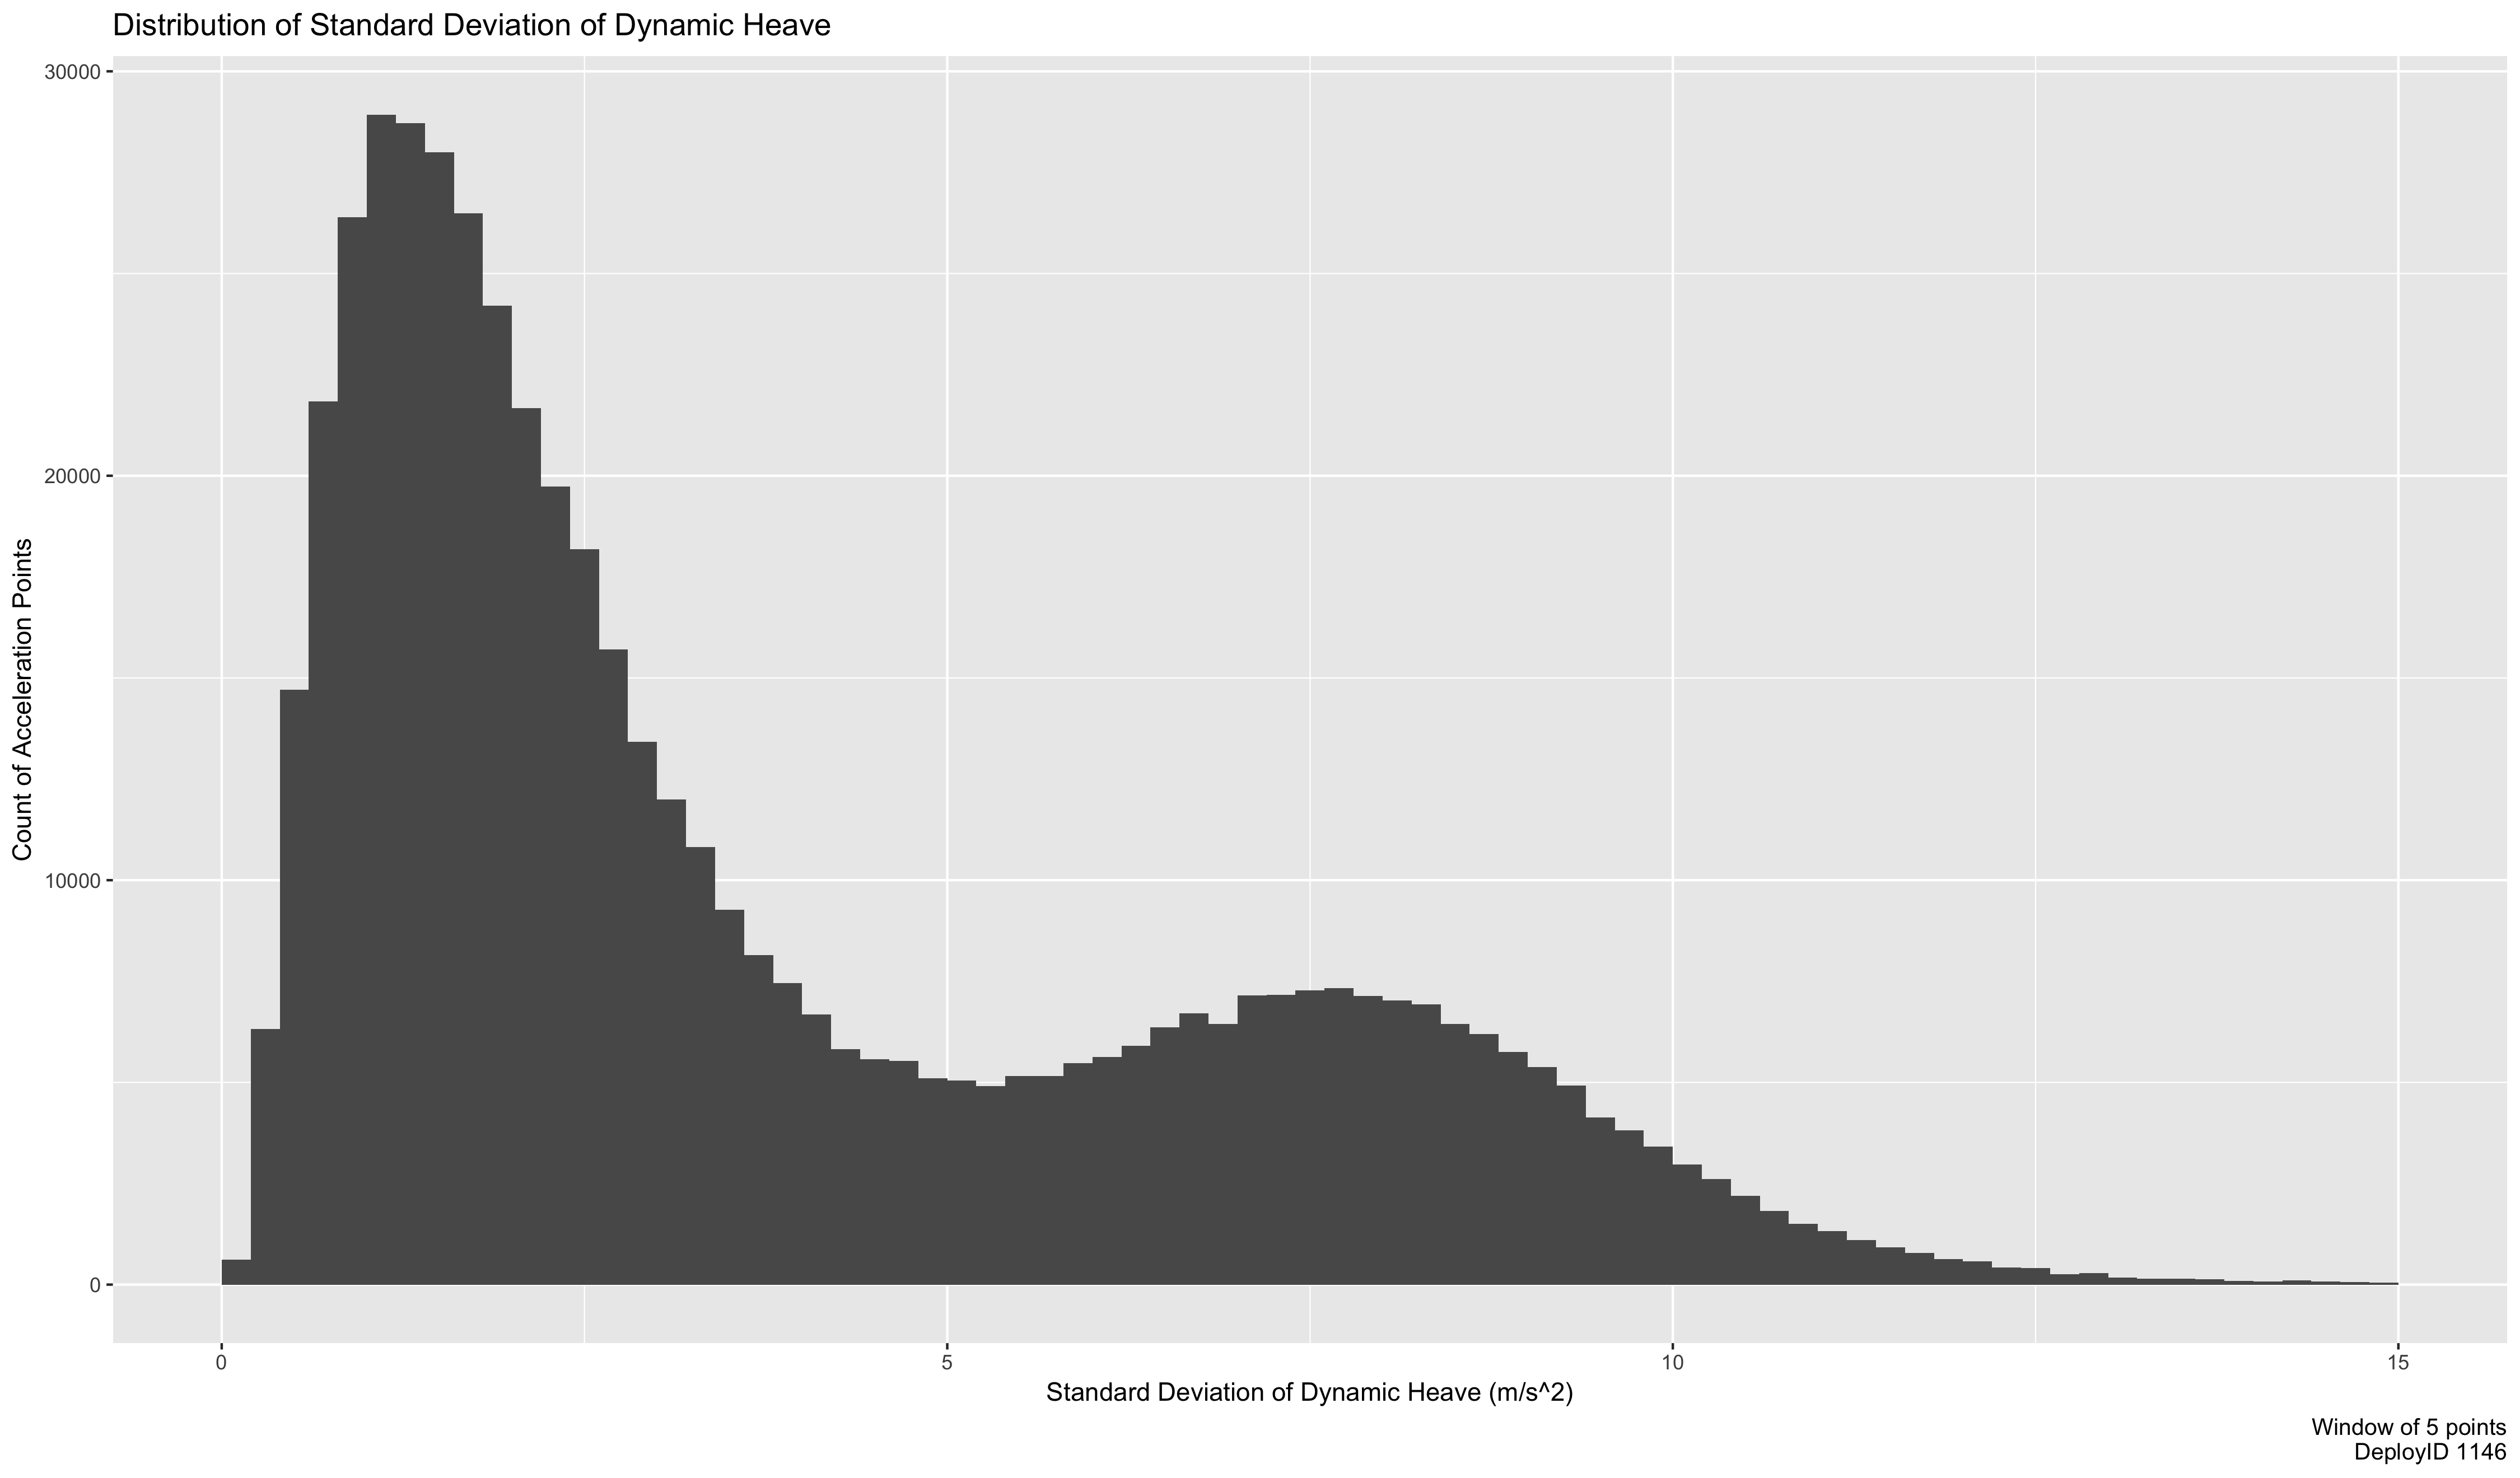 Distribution of Standard Deviation of Dynamic Heave
Count of Acceleration Points
30000
20000
10000
0
0
5
10
15
Standard Deviation of Dynamic Heave (m/s^2)
Window of 5 points
DeployID 1146